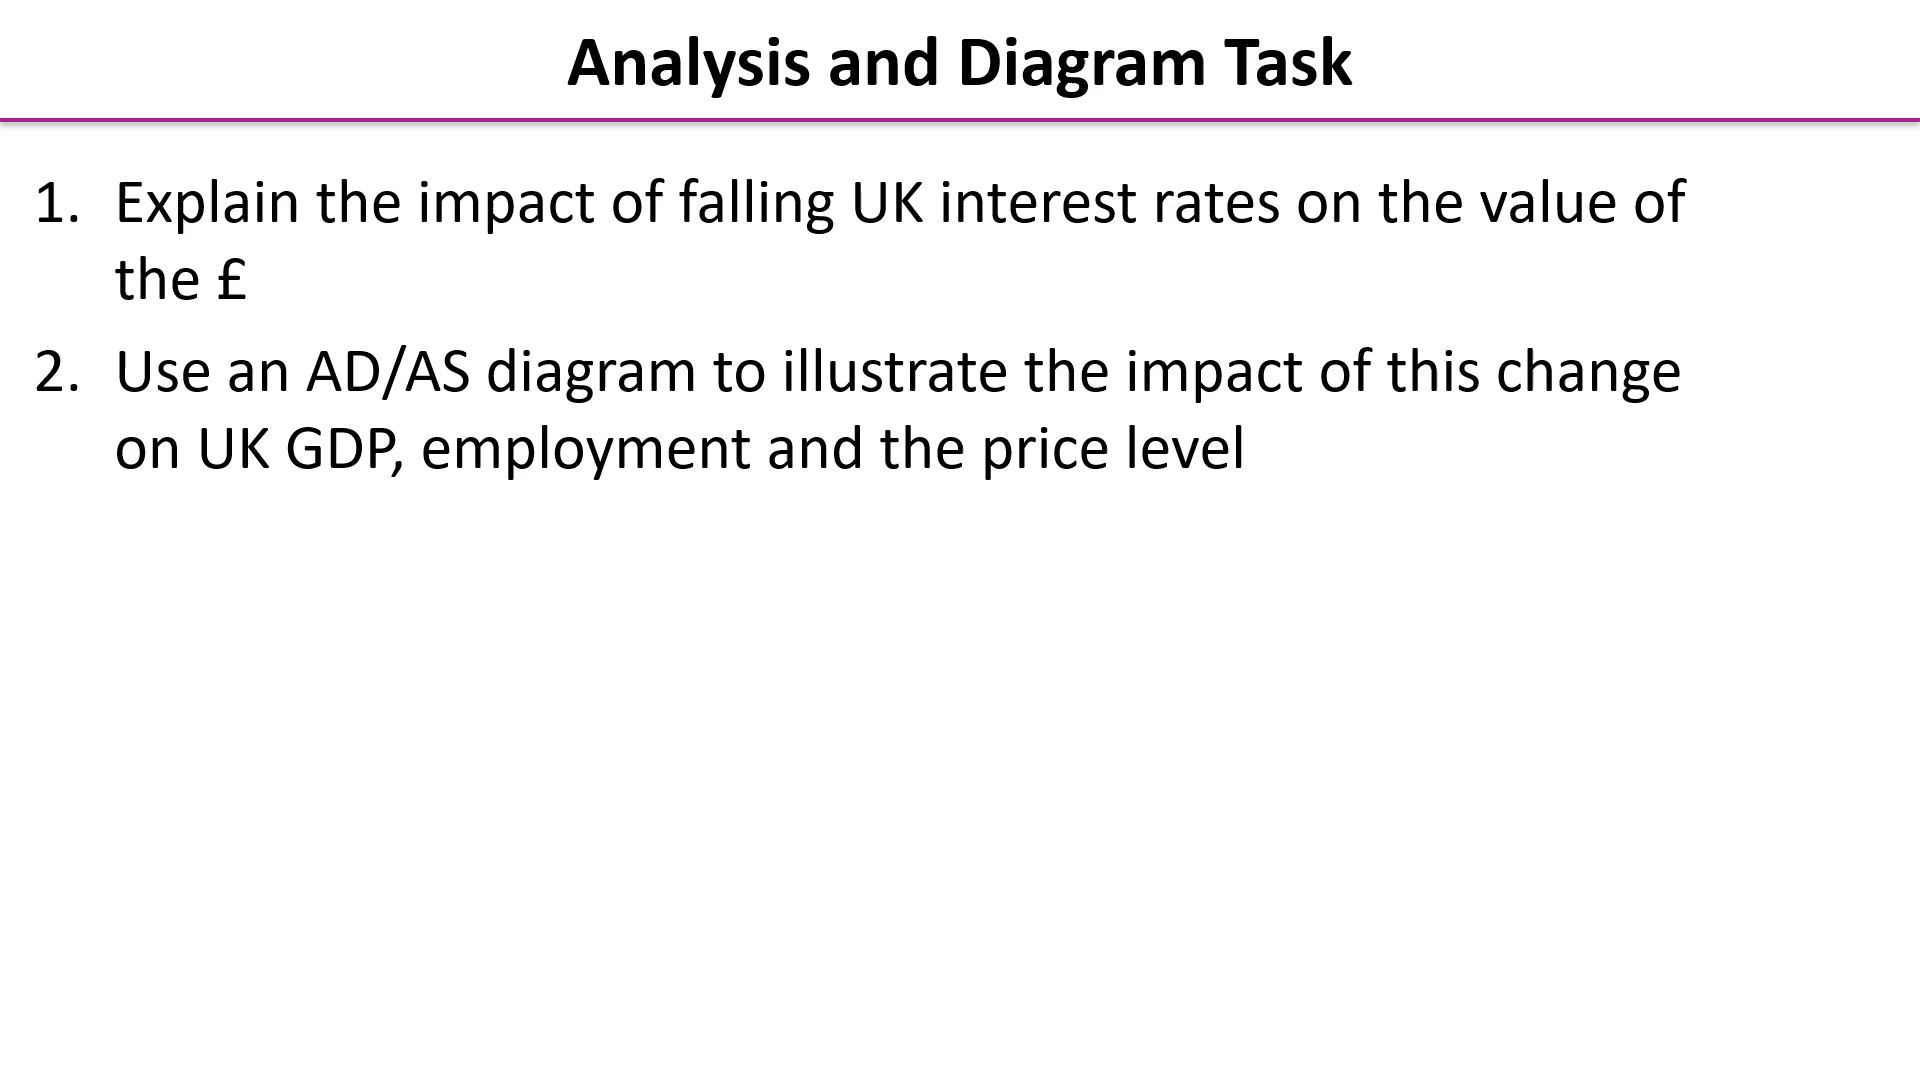 Analysis and Diagram Task
1. Explain the impact of falling UK interest rates on the value of
the £
2. Use an AD/AS diagram to illustrate the impact of this change
on UK GDP, employment and the price level